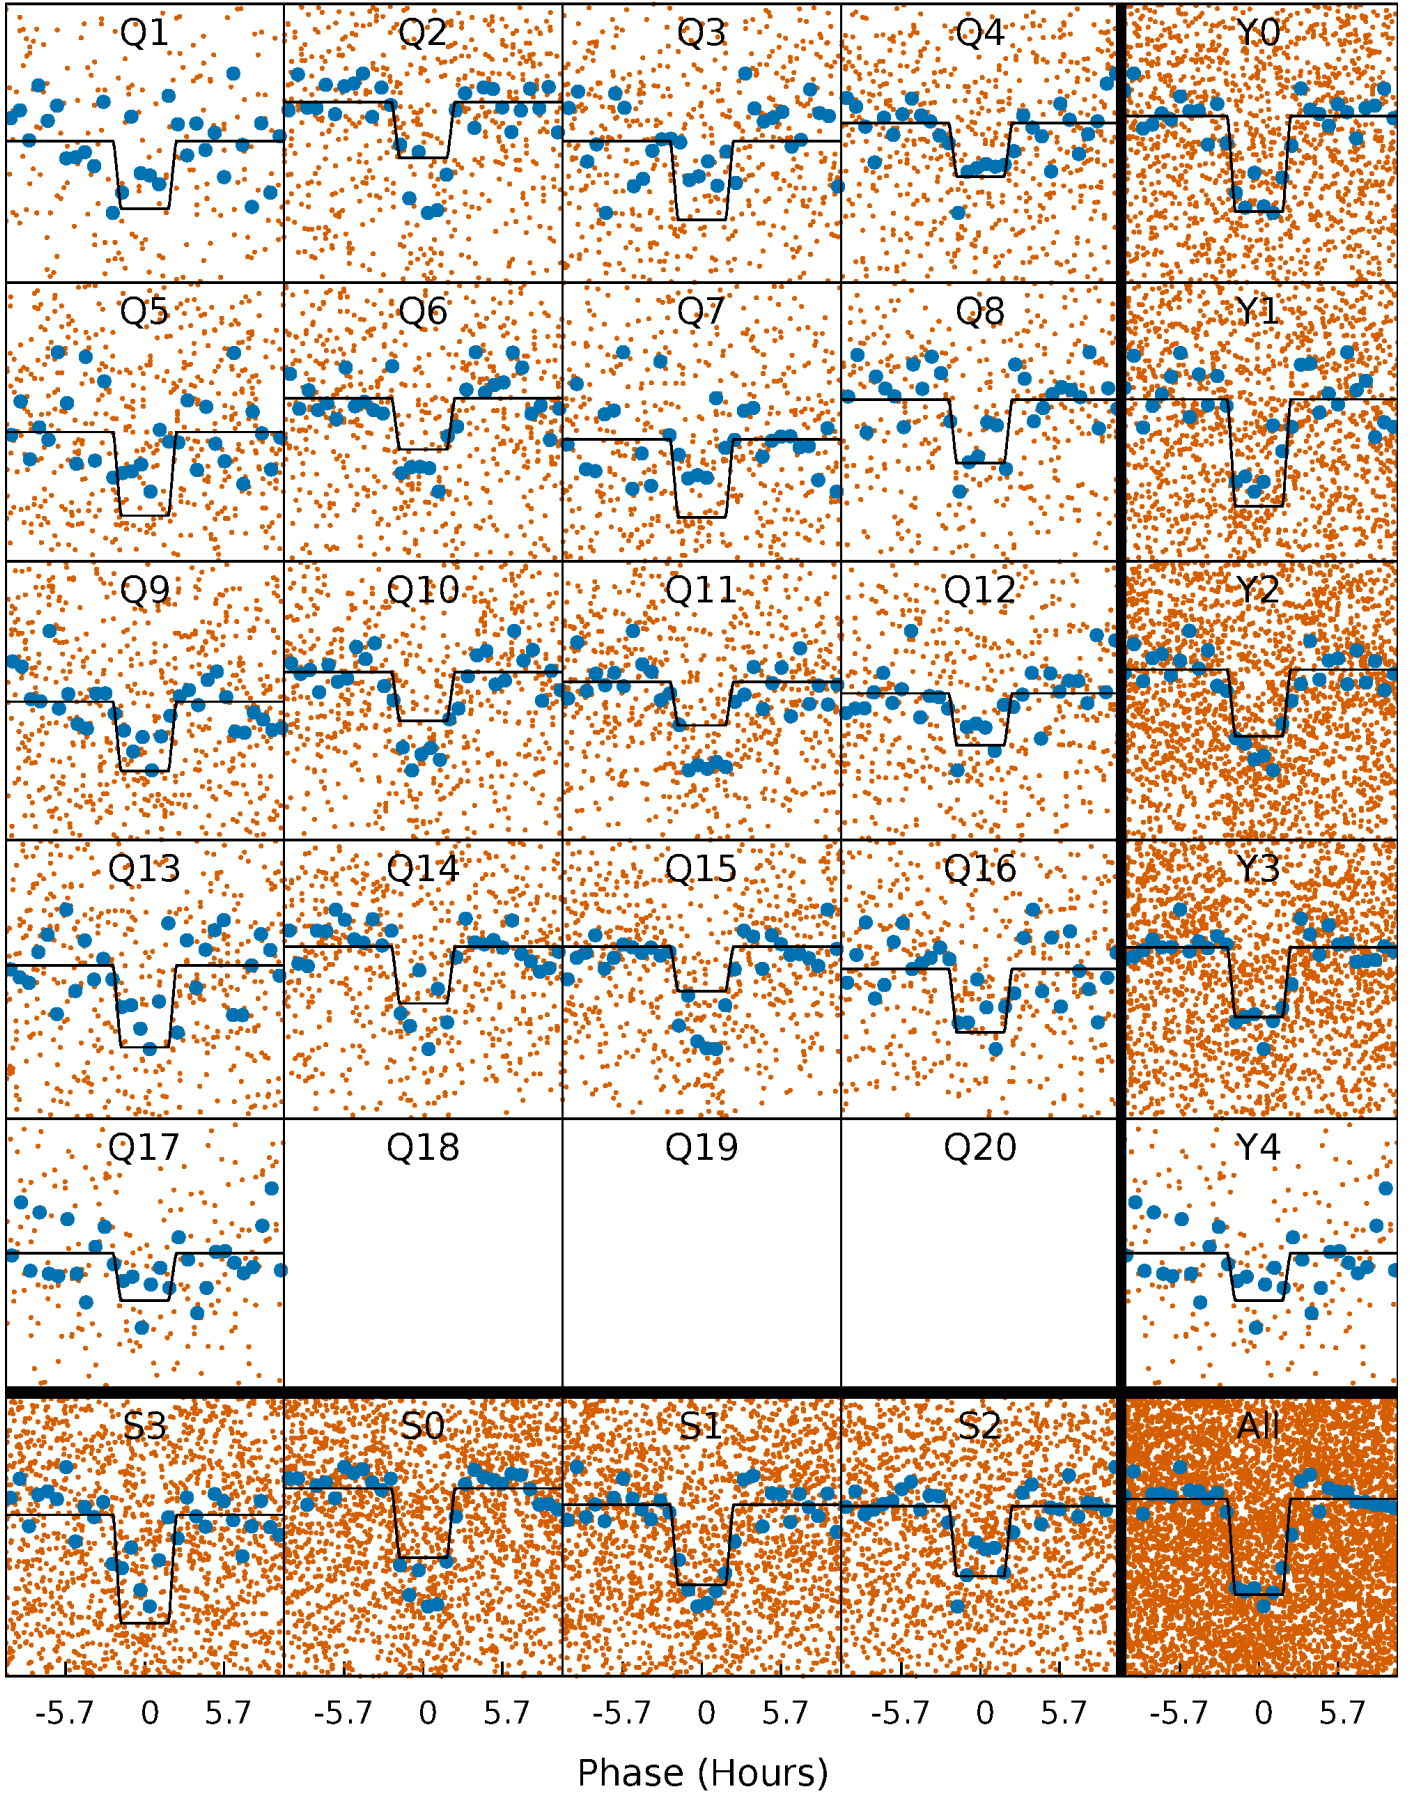 Q1 Q2 Q3 Q4 Y0
Q5 Q6 Q7 Q8 Y1
Q9 Q10 Q11 Q12 Y2
Q13 Q14 Q15 Q16 Y3
Q17 Q18 Q19 Q20 Y4
S3 S0 S1 S2 All
-5.7 0 5.7 -5.7 0 5.7 -5.7 0 5.7 -5.7 0 5.7 -5.7 0 5.7
Phase (Hours)